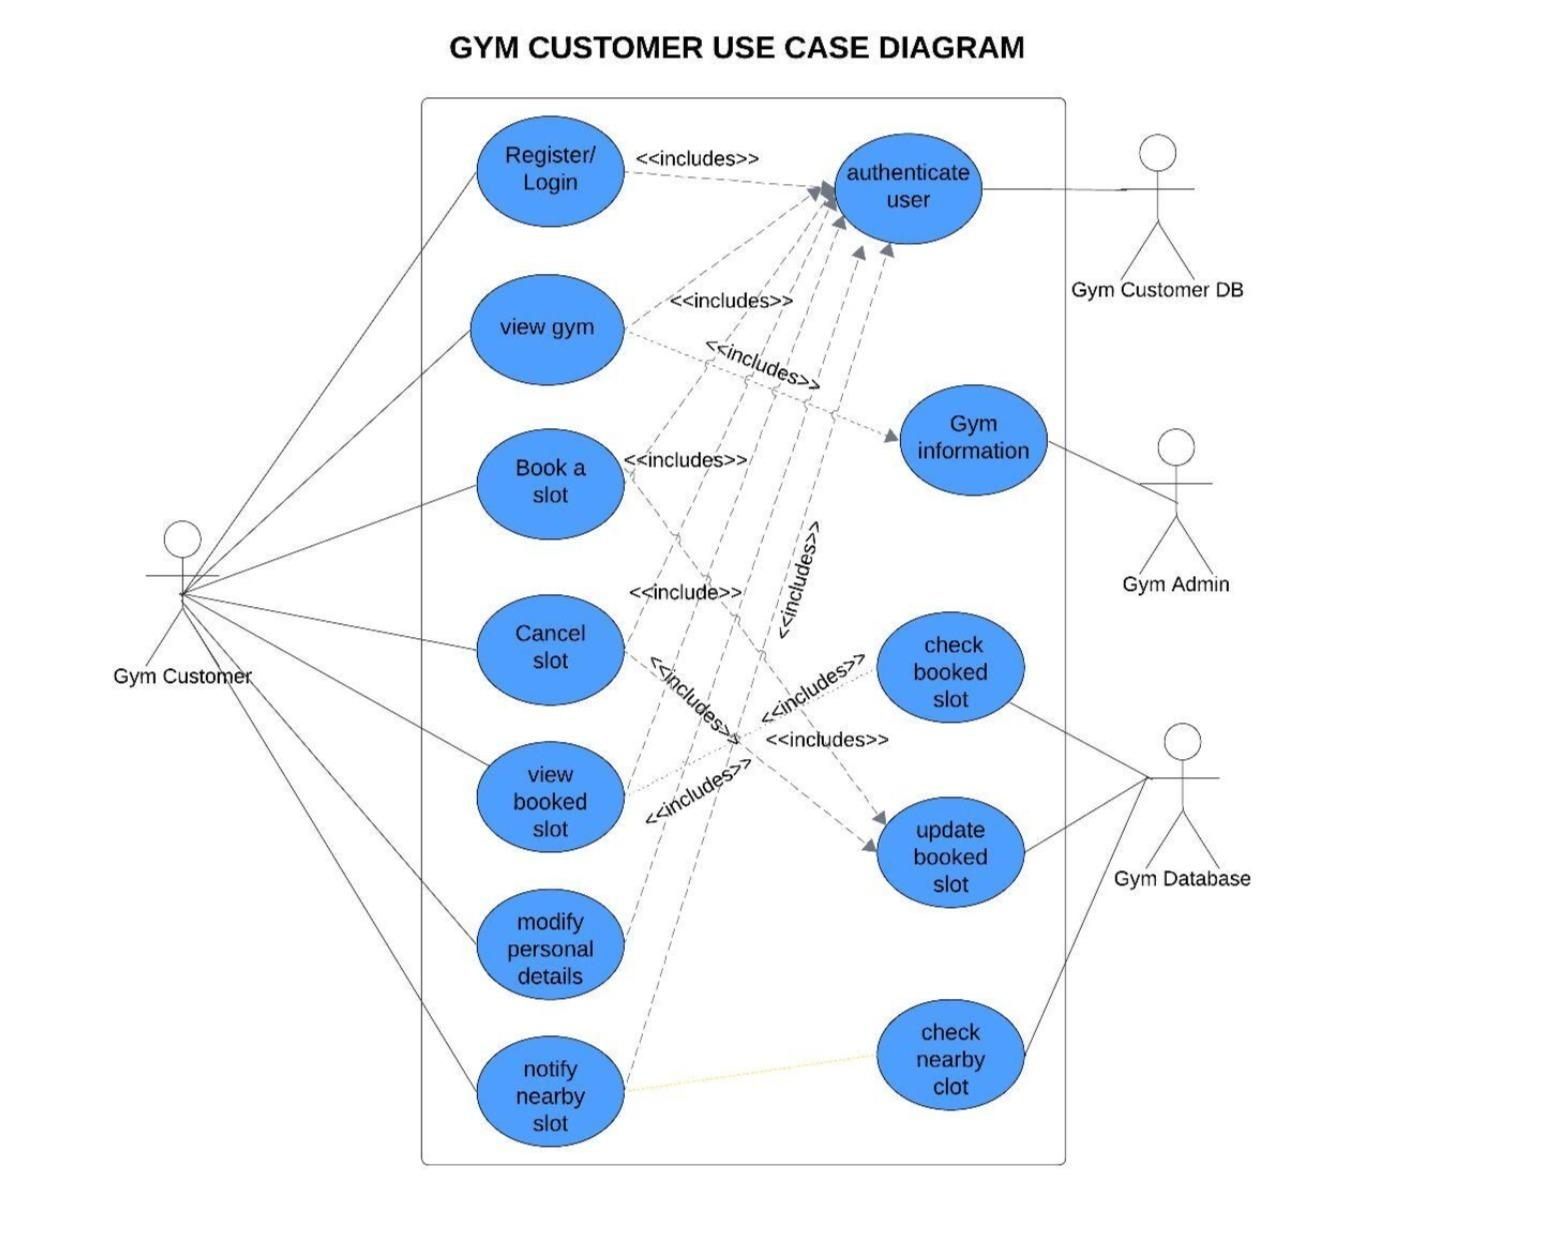 GYM CUSTOMER USE CASE DIAGRAM
Register/
Login
<<includes>>
authenticate
user
Gym Customer DB
view gym
<<includes>>
<<includes>>
Gym
information
Gym Admin
Book a
slot
<<includes>>
<<includes>>
Gym Customer
Cancel
slot
<<include>>
<<includes>>
<<includes>>
check
booked
slot
<<includes>>
view
booked
slot
<<includes>>
update
booked
slot
Gym Database
modify
personal
details
notify
nearby
slot
check
nearby
clot